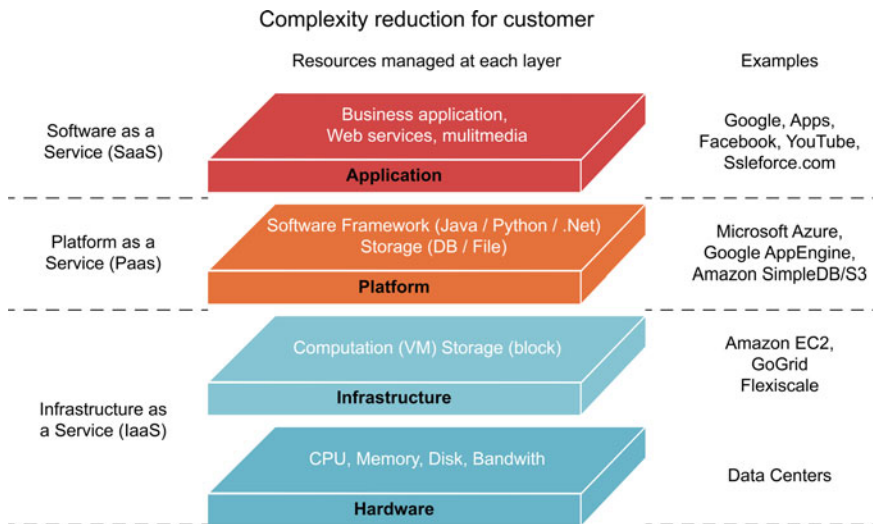 Complexity reduction for customer
Resources managed at each layer
Examples
Software as a
Service (SaaS)
Business application,
Web services, mulitmedia
Application
Google, Apps,
Facebook, YouTube,
Ssleforce.com
Platform as a
Service (Paas)
Software Framework (Java / Python / .Net)
Storage (DB / File)
Platform
Microsoft Azure,
Google AppEngine,
Amazon SimpleDB/S3
Infrastructure as
a Service (IaaS)
Computation (VM) Storage (block)
Infrastructure
Amazon EC2,
GoGrid
Flexiscale
CPU, Memory, Disk, Bandwith
Hardware
Data Centers